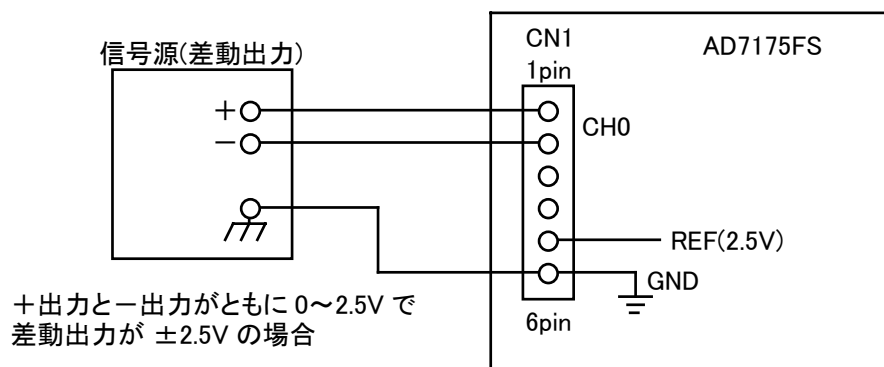 信号源(差動出力)
CN1
1pin
AD7175FS
+
−
CH0
REF(2.5V)
GND
6pin
+出力と−出力がともに 0~2.5V で
差動出力が ±2.5V の場合